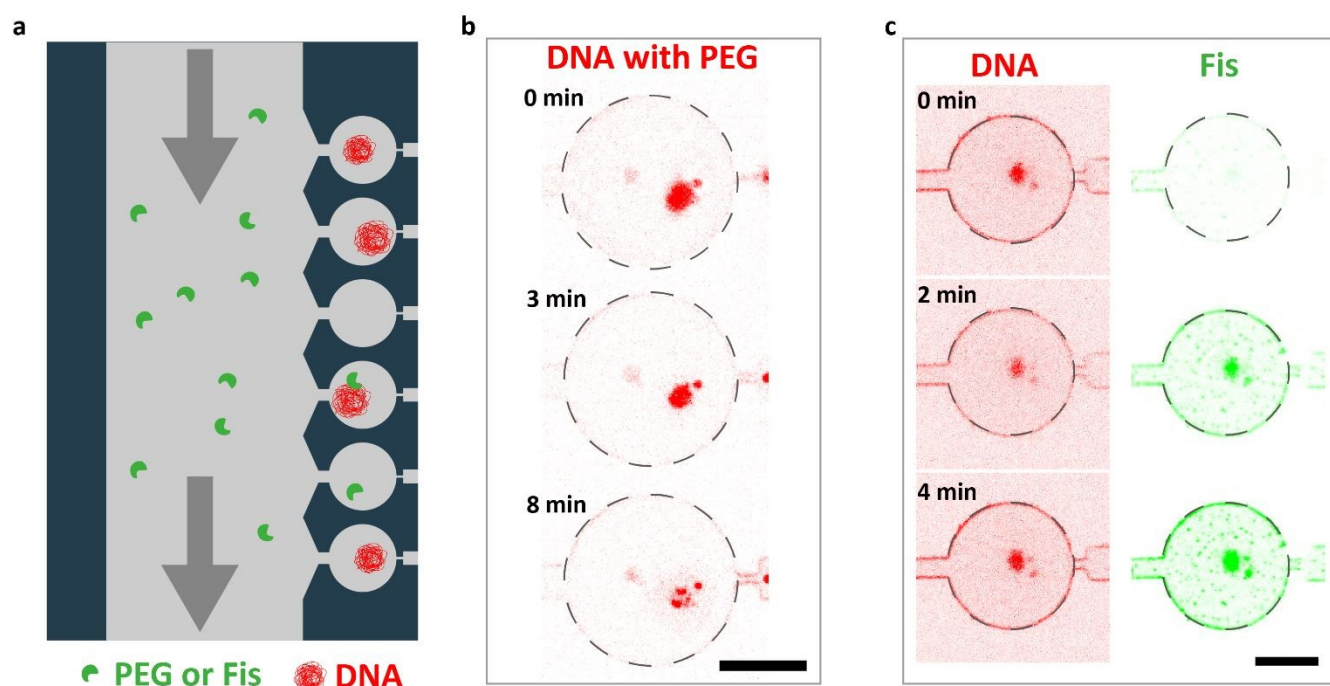 a
PEG or Fis
DNA
b
DNA with PEG
0 min
3 min
8 min
c
DNA
Fis
0 min
2 min
4 min